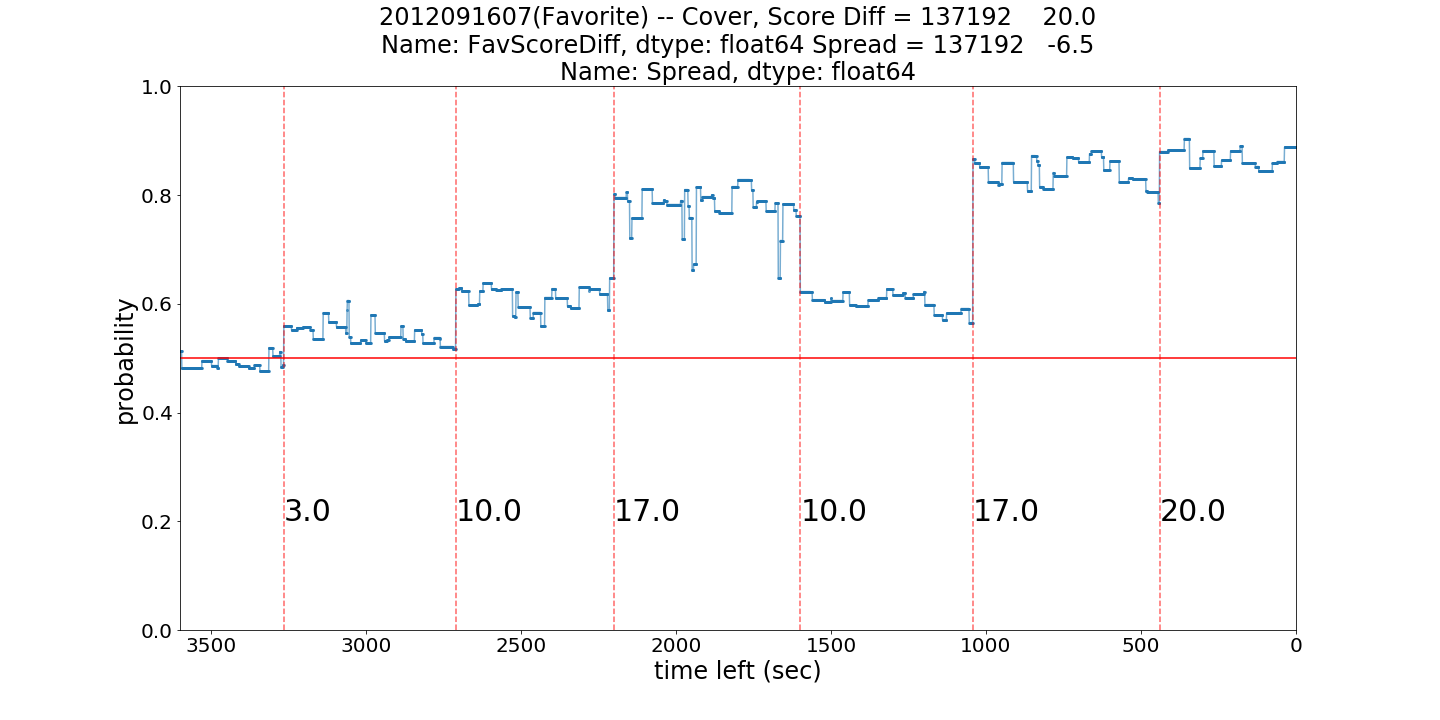 2012091607(Favorite) -- Cover, Score Diff = 137192    20.0
Name: FavScoreDiff, dtype: float64 Spread = 137192   -6.5
Name: Spread, dtype: float64
1.0
0.8
0.6
0.4
0.2
0.0
probability
3.0 10.0 17.0 10.0 17.0 20.0
3500 3000 2500 2000 1500 1000 500 0
time left (sec)